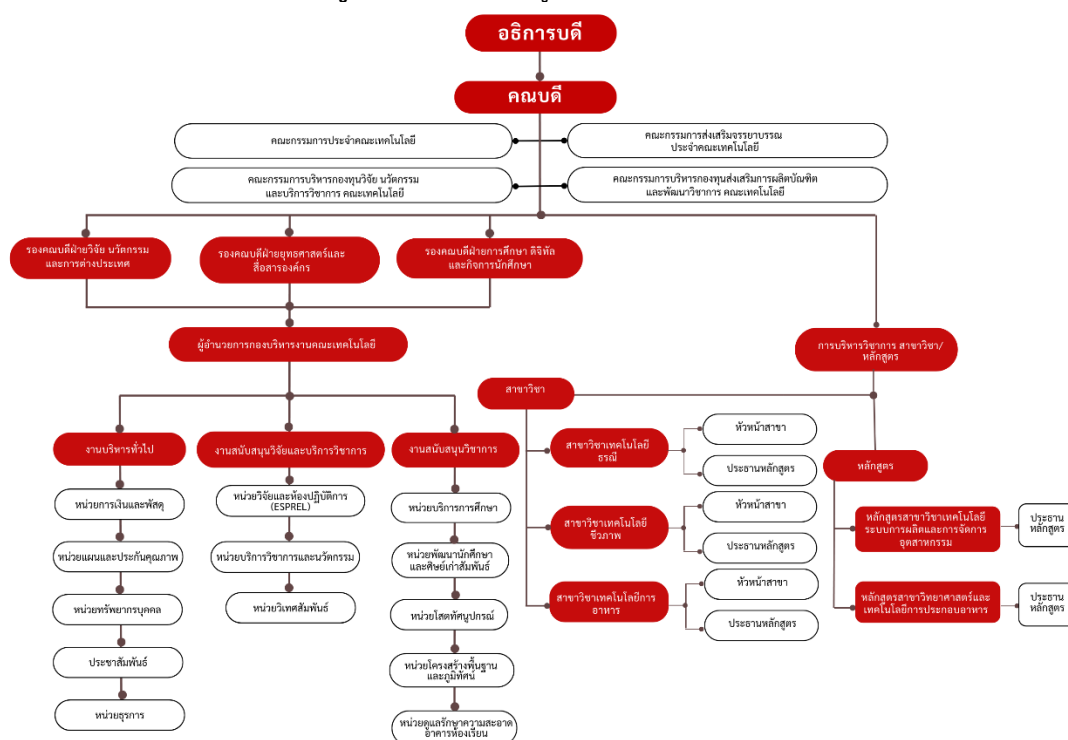 อธิการบดี
คณบดี
คณะกรรมการประจำคณะเทคโนโลยี
คณะกรรมการส่งเสริมจรรยาบรรณ
ประจำคณะเทคโนโลยี
คณะกรรมการบริหารกองทุนวิจัย นวัตกรรม
และบริการวิชาการ คณะเทคโนโลยี
คณะกรรมการบริหารกองทุนส่งเสริมการผลิตบัณฑิต
และพัฒนาวิชาการ คณะเทคโนโลยี
รองคณบดีฝ่ายวิจัย นวัตกรรม
และการต่างประเทศ
รองคณบดีฝ่ายยุทธศาสตร์และ
สื่อสารองค์กร
รองคณบดีฝ่ายการศึกษา ดิจิทัล
และกิจการนักศึกษา
ผู้อำนวยการกองบริหารงานคณะเทคโนโลยี
การบริหารวิชาการ สาขาวิชา/
หลักสูตร
งานบริหารทั่วไป
หน่วยการเงินและพัสดุ
หน่วยแผนและประกันคุณภาพ
หน่วยทรัพยากรบุคคล
ประชาสัมพันธ์
หน่วยธุรการ
งานสนับสนุนวิจัยและบริการวิชาการ
หน่วยวิจัยและห้องปฏิบัติการ
(ESPREL)
หน่วยบริการวิชาการและนวัตกรรม
หน่วยวิเทศสัมพันธ์
งานสนับสนุนวิชาการ
หน่วยบริการการศึกษา
หน่วยพัฒนานักศึกษา
และศิษย์เก่าสัมพันธ์
หน่วยโสตทัศนูปกรณ์
หน่วยโครงสร้างพื้นฐาน
และภูมิทัศน์
หน่วยดูแลรักษาความสะอาด
อาคารห้องเรียน
สาขาวิชา
สาขาวิชาเทคโนโลยี
ธรณี
หัวหน้าสาขา
ประธานหลักสูตร
สาขาวิชาเทคโนโลยี
ชีวภาพ
หัวหน้าสาขา
ประธานหลักสูตร
สาขาวิชาเทคโนโลยีการ
อาหาร
หัวหน้าสาขา
ประธานหลักสูตร
หลักสูตร
หลักสูตรสาขาวิชาเทคโนโลยี
ระบบการผลิตและการจัดการ
อุตสาหกรรม
ประธาน
หลักสูตร
หลักสูตรสาขาวิทยาศาสตร์และ
เทคโนโลยีการประกอบอาหาร
ประธาน
หลักสูตร